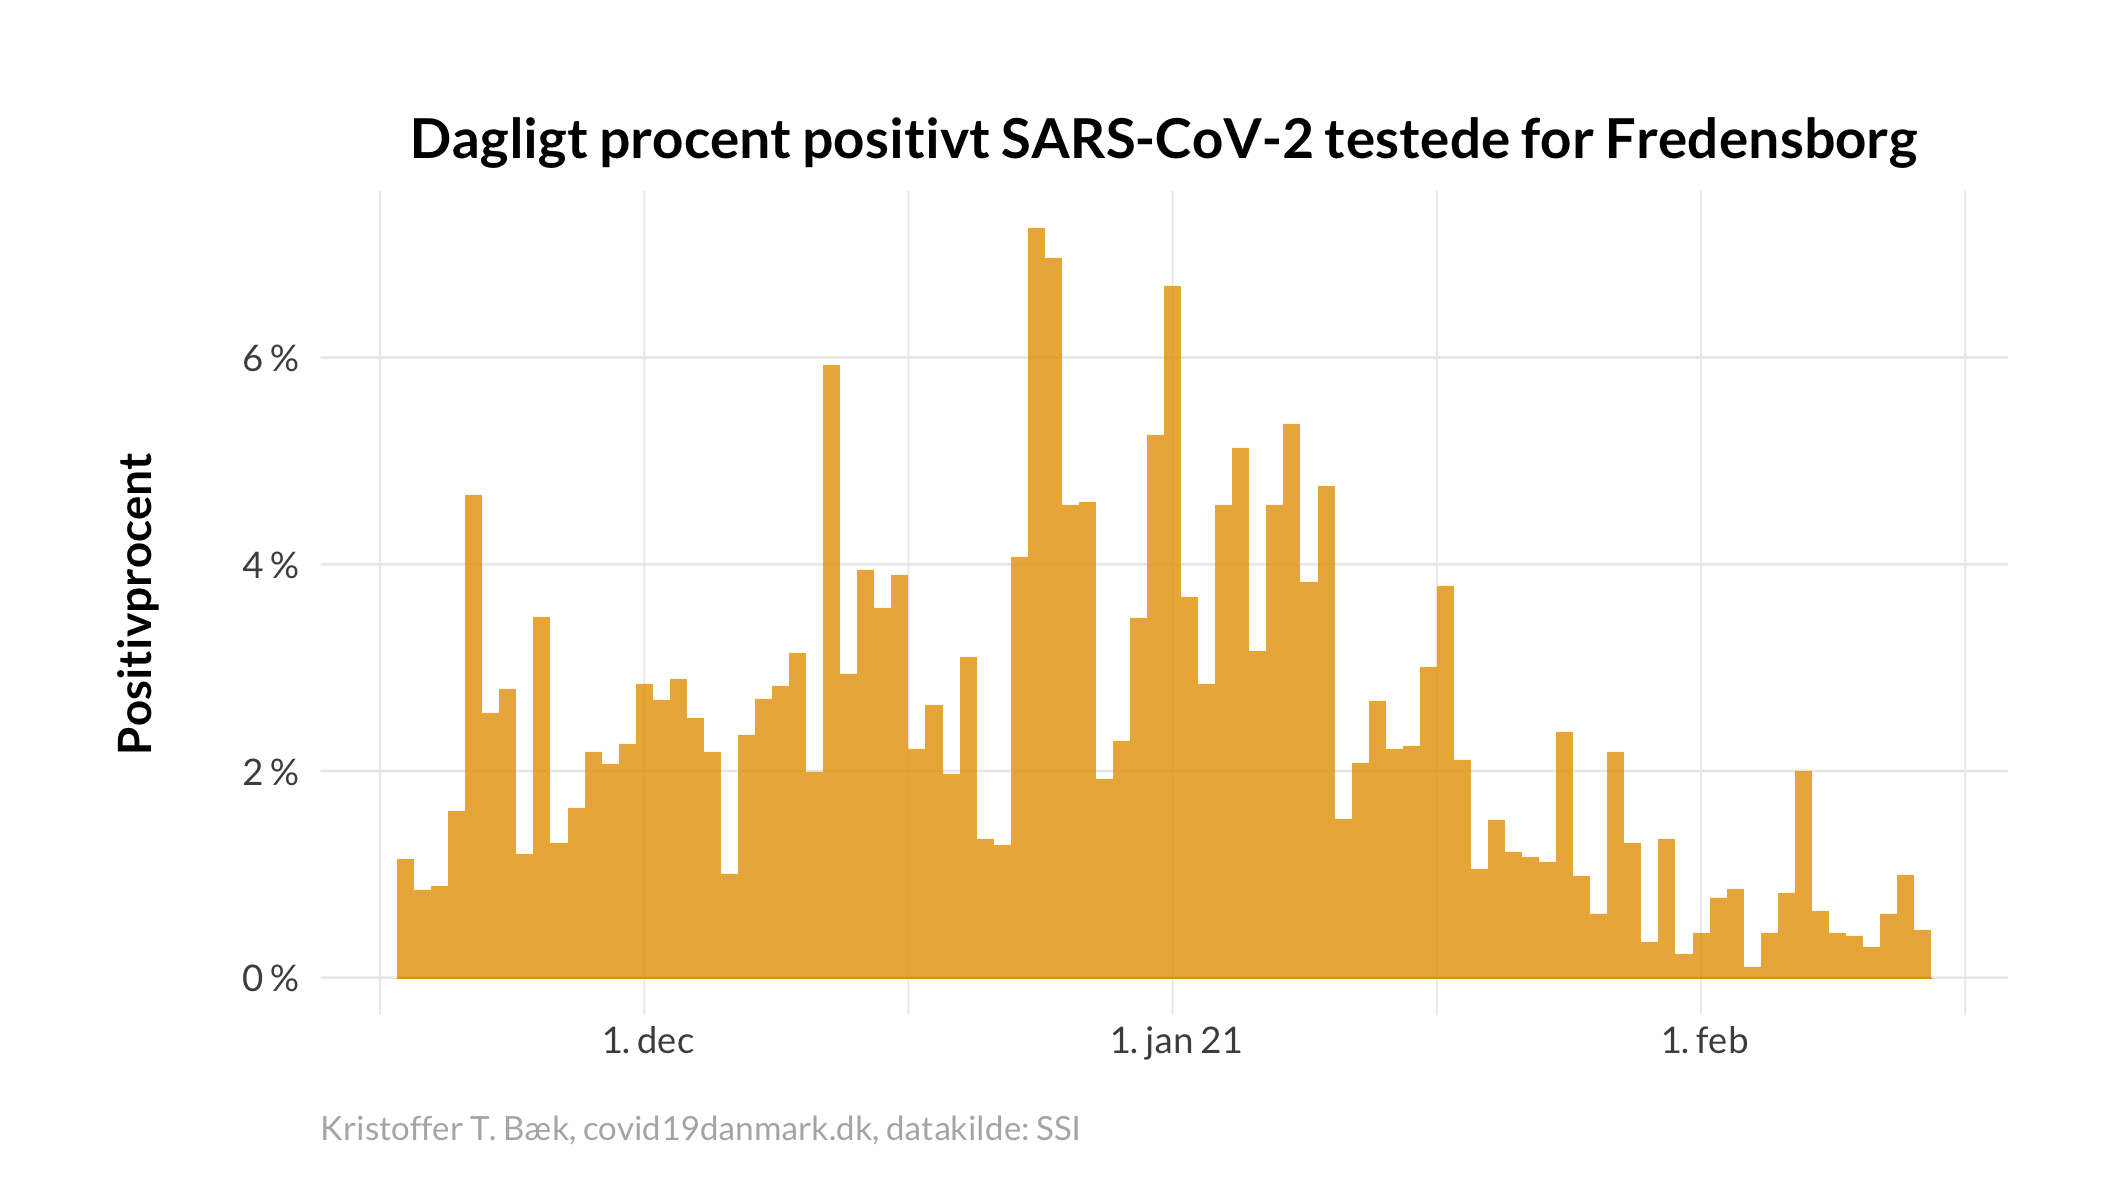 Dagligt procent positivt SARS-CoV-2 testede for Fredensborg
Positivprocent
6 %
4 %
2 %
0 %
1. dec
1. jan 21
1. feb
Kristoffer T. Bæk, covid19danmark.dk, datakilde: SSI